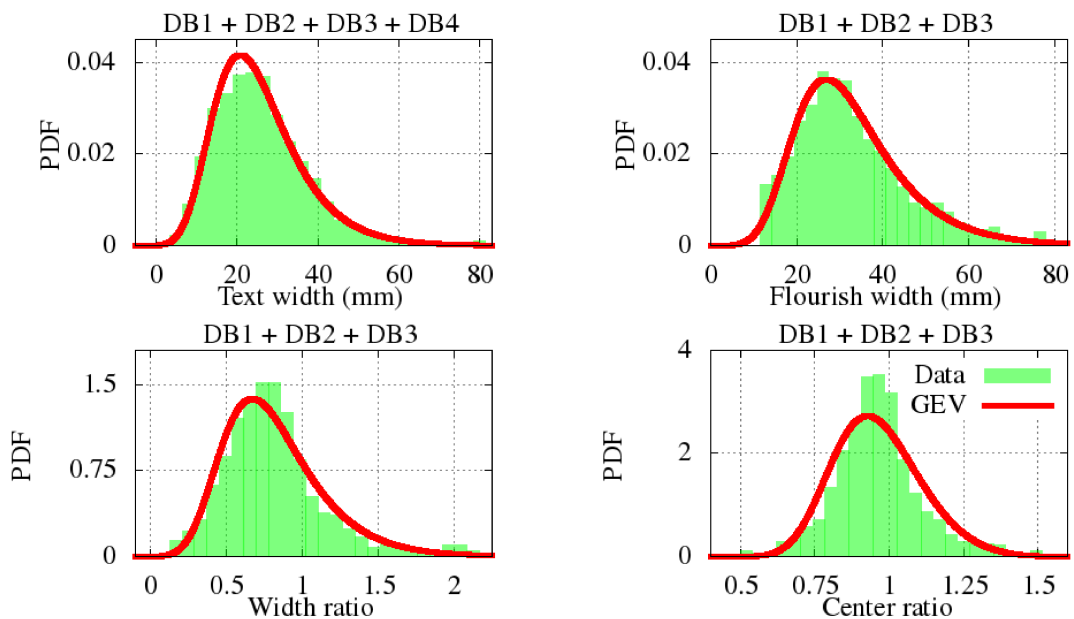 DB1 + DB2 + DB3 + DB4
PDF
0.04
0.02
0
0 20 40 60 80
Text width (mm)
DB1 + DB2 + DB3
PDF
0.04
0.02
0
0 20 40 60 80
Flourish width (mm)
DB1 + DB2 + DB3
PDF
1.5
0.75
0
0 0.5 1 1.5 2
Width ratio
DB1 + DB2 + DB3
PDF
4
2
0
Data
GEV
0.5 0.75 1 1.25 1.5
Center ratio